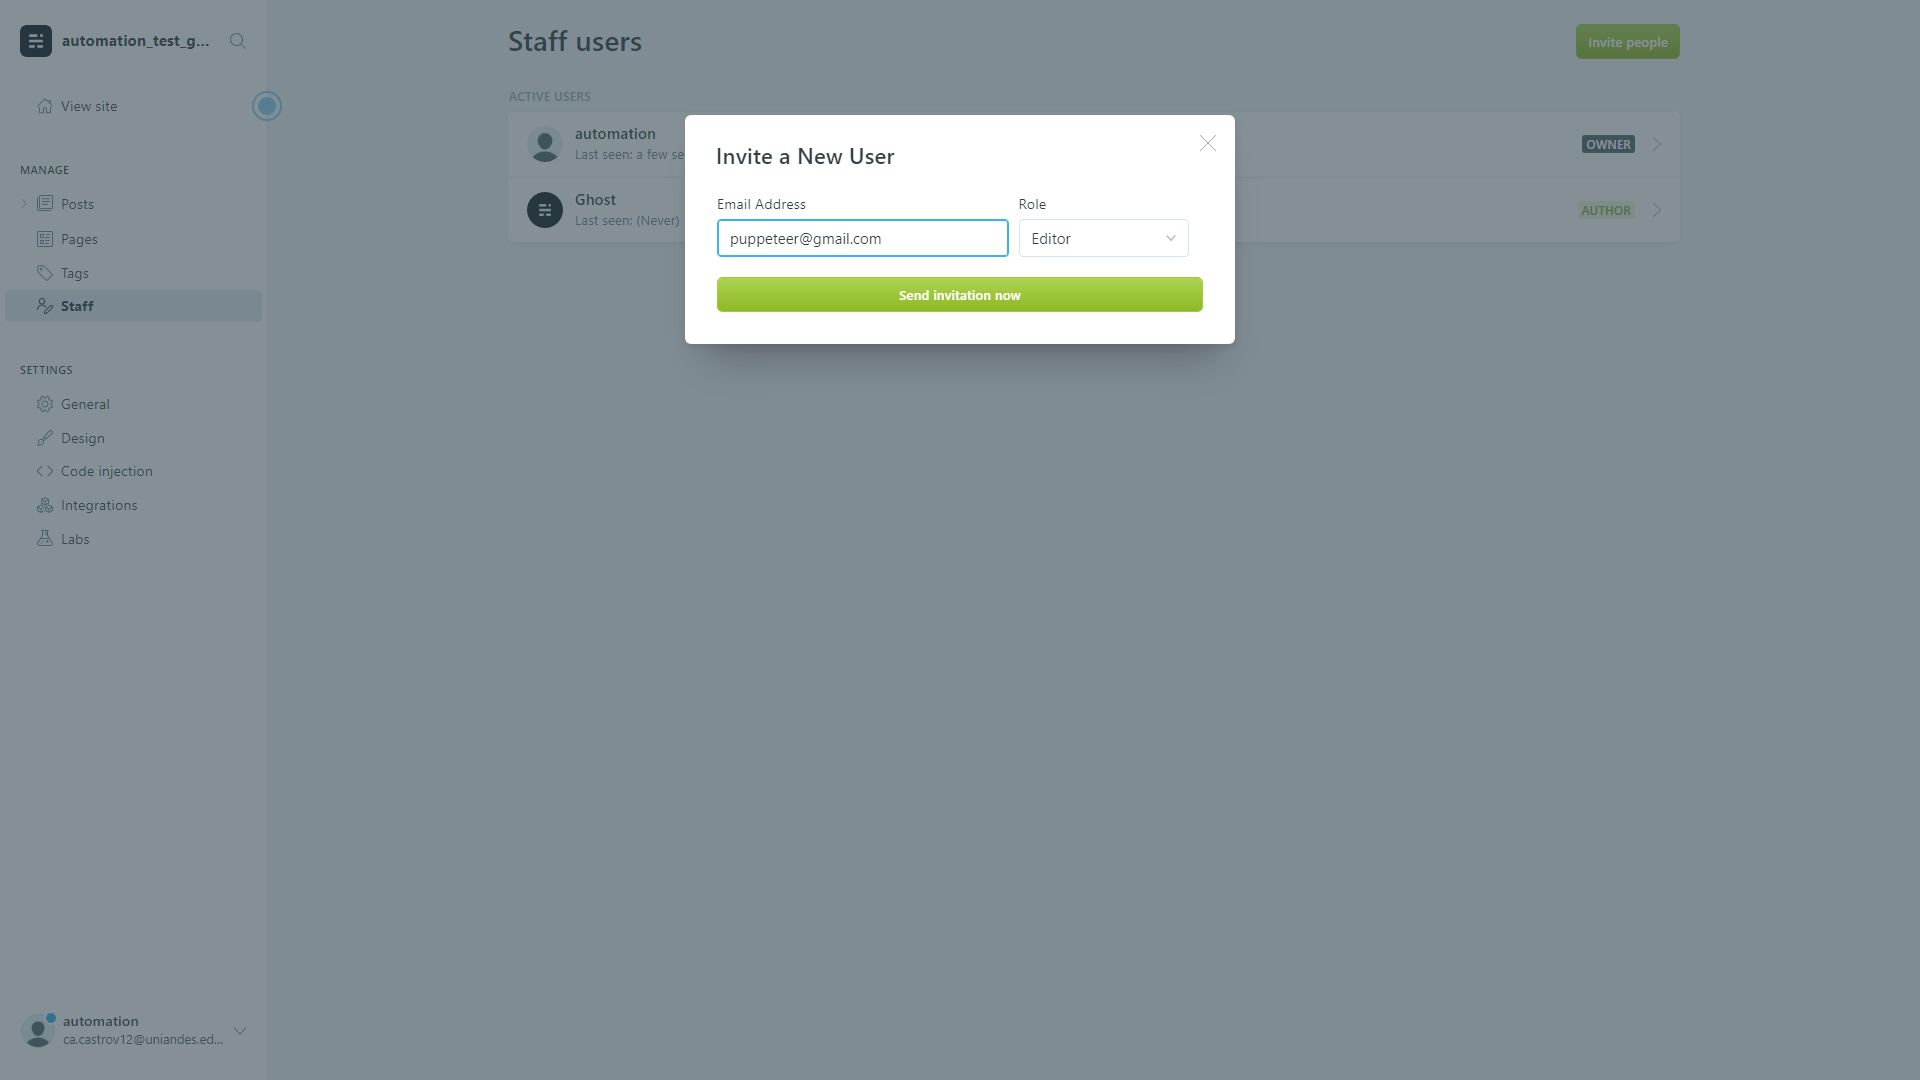 automation_test_g...
View site
MANAGE
Posts
Pages
Tags
Staff
SETTINGS
General
Design
Code injection
Integrations
Labs
automation
ca.castrov12@uniandes.ed...
Staff users
Invite people
ACTIVE USERS
automation
Last seen: a few se
OWNER
Ghost
Last seen: (Never)
AUTHOR
Invite a New User
Email Address
Role
puppeteer@gmail.com
Editor
Send invitation now